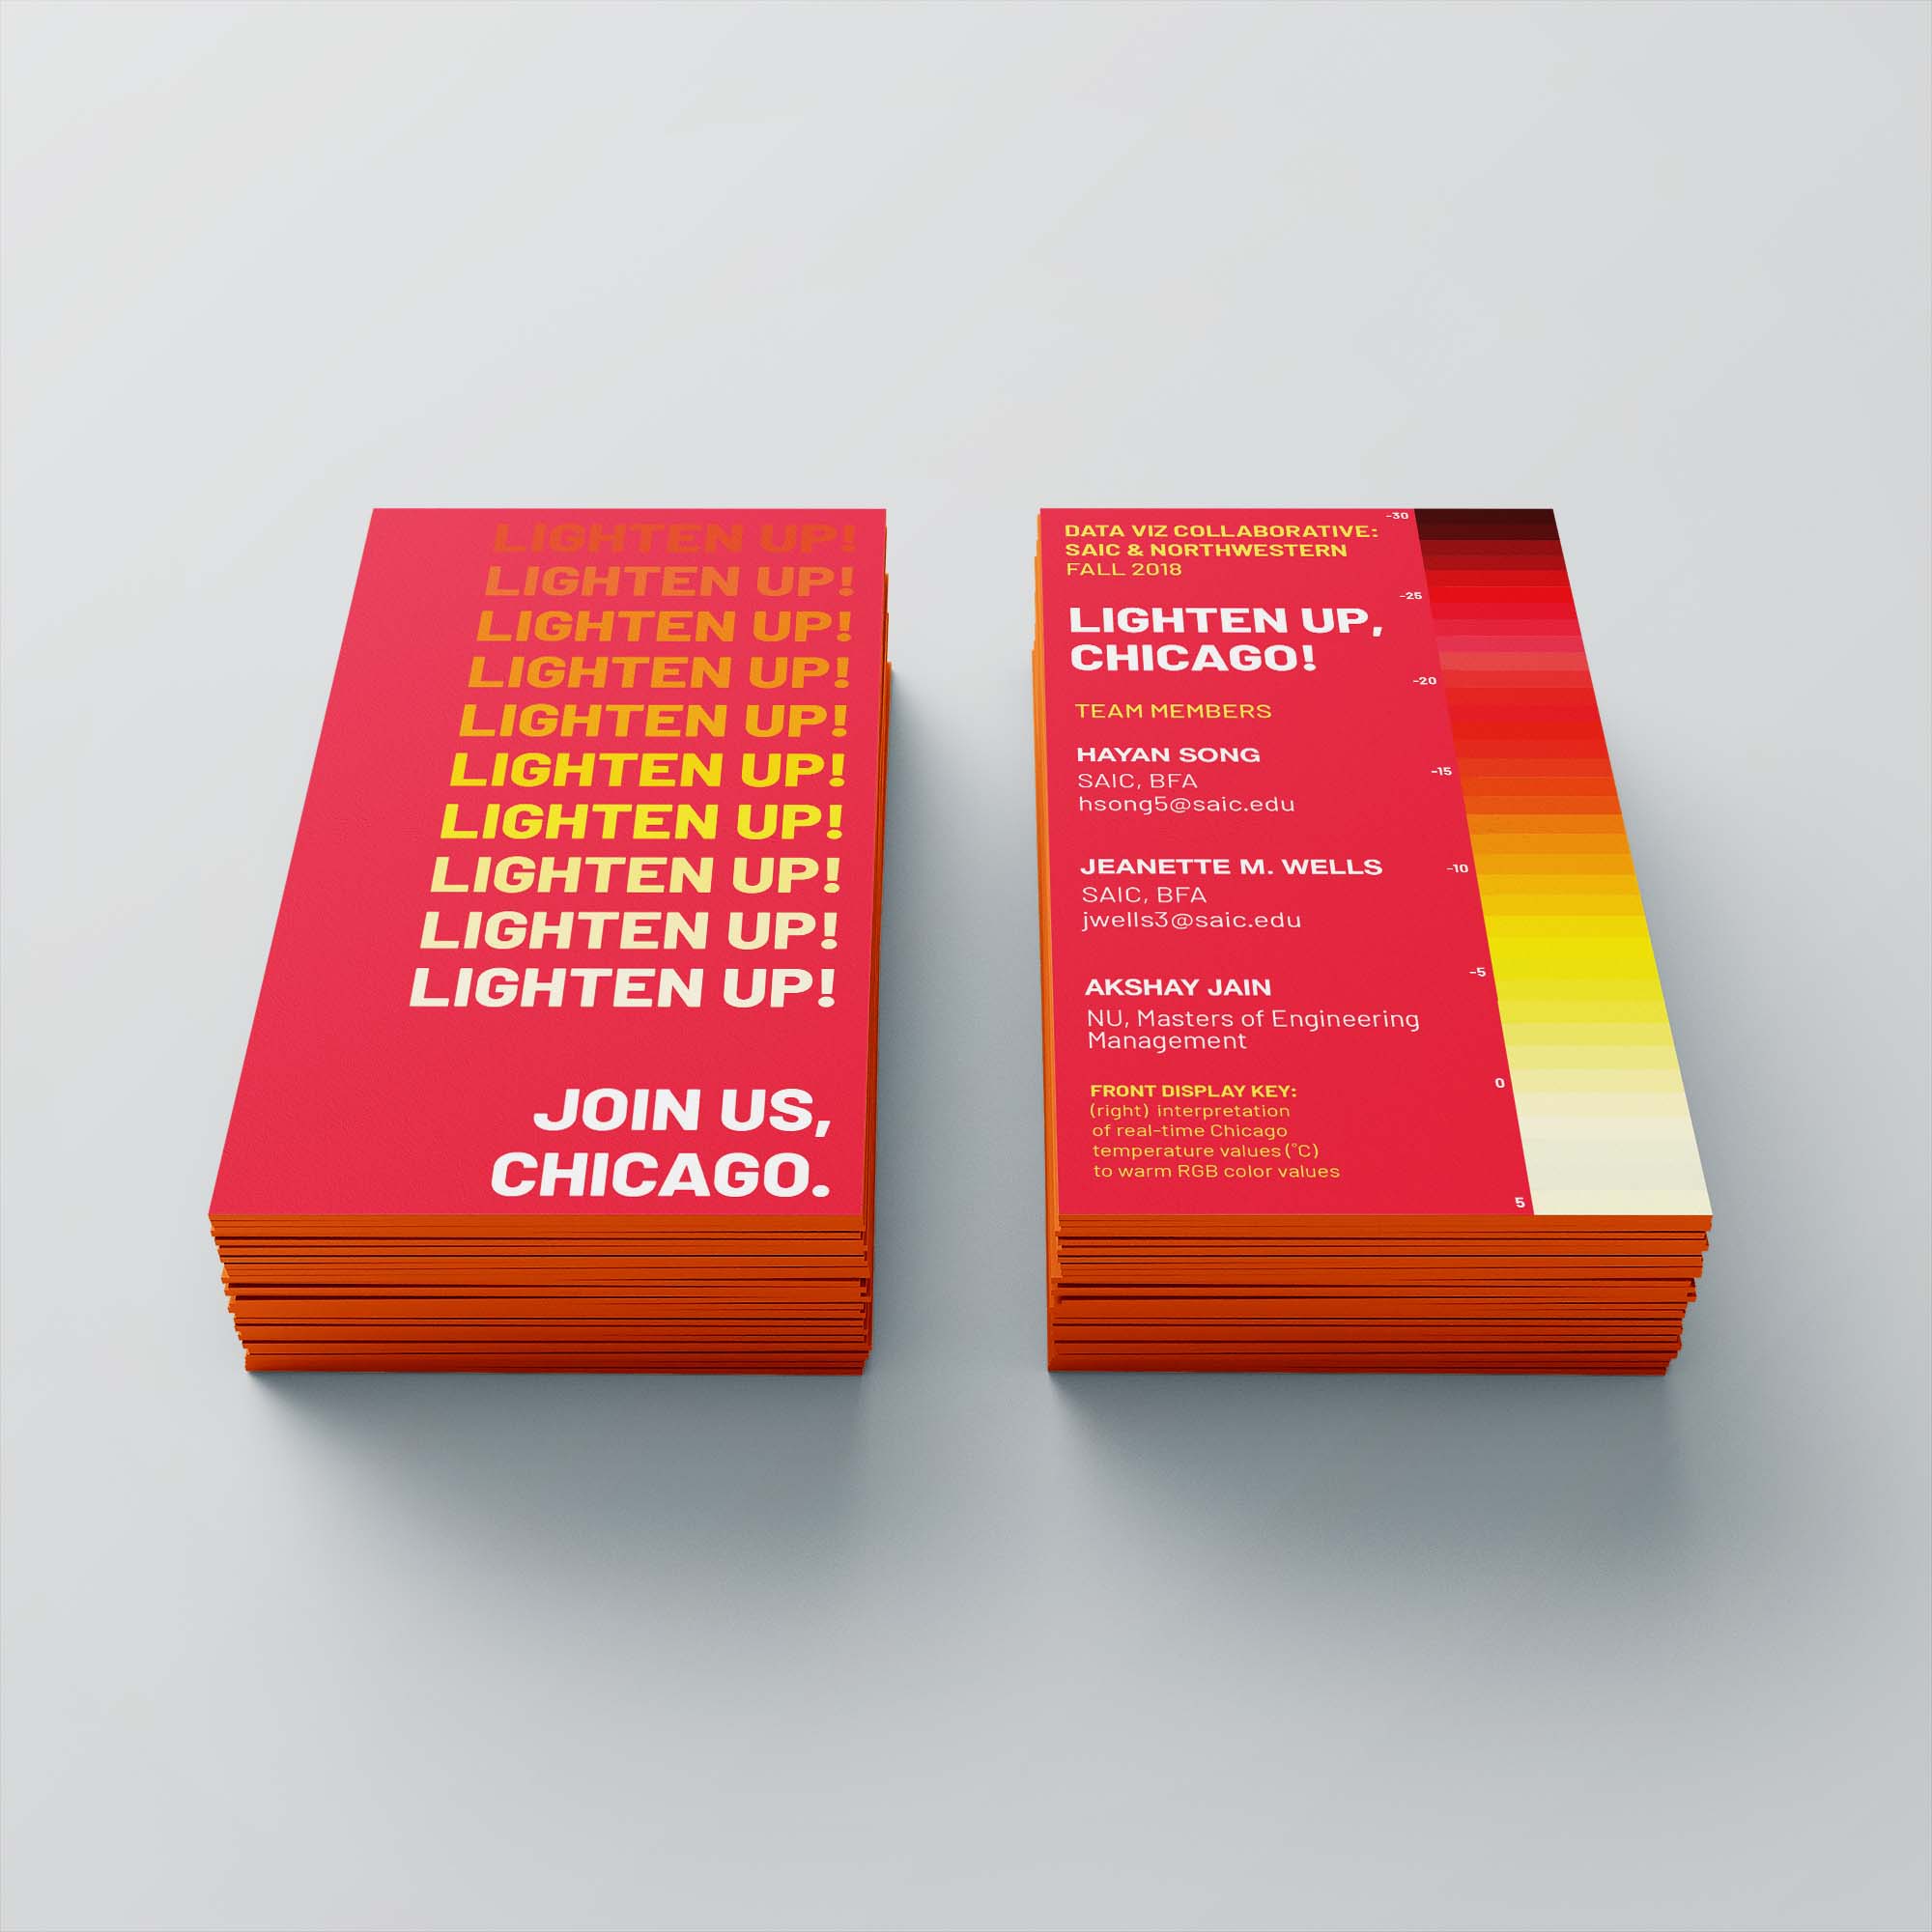 LIGHTEN UP!
LIGHTEN UP!
LIGHTEN UP!
LIGHTEN UP!
LIGHTEN UP!
LIGHTEN UP!
LIGHTEN UP!
LIGHTEN UP!
LIGHTEN UP!
LIGHTEN UP!
JOIN US,
CHICAGO.
DATA VIZ COLLABORATIVE:
SAIC & NORTHWESTERN
FALL 2018
LIGHTEN UP,
CHICAGO!
TEAM MEMBERS
HAYAN SONG
SAIC, BFA
hsong5@saic.edu
JEANETTE M. WELLS
SAIC, BFA
jwells3@saic.edu
AKSHAY JAIN
NU, Masters of Engineering
Management
FRONT DISPLAY KEY:
(right) interpretation
of real-time Chicago
temperature values (°C)
to warm RGB color values
-30
-25
-20
-15
-10
-5
0
5